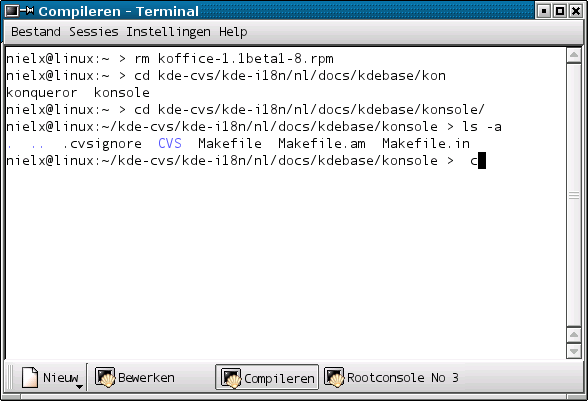 Compileren - Terminal
Bestand Sessies Instellingen Help
nielx@linux:~ > rm koffice-1.1beta1-8.rpm
nielx@linux:~ > cd kde-cvs/kde-i18n/nl/docs/kdebase/kon
konqueror  konsole
nielx@linux:~ > cd kde-cvs/kde-i18n/nl/docs/kdebase/konsole/
nielx@linux:~/kde-cvs/kde-i18n/nl/docs/kdebase/konsole > ls -a
.  ..  .cvsignore  CVS  Makefile  Makefile.am  Makefile.in
nielx@linux:~/kde-cvs/kde-i18n/nl/docs/kdebase/konsole >  c
Nieuw Bewerken Compileren Rootconsole No 3